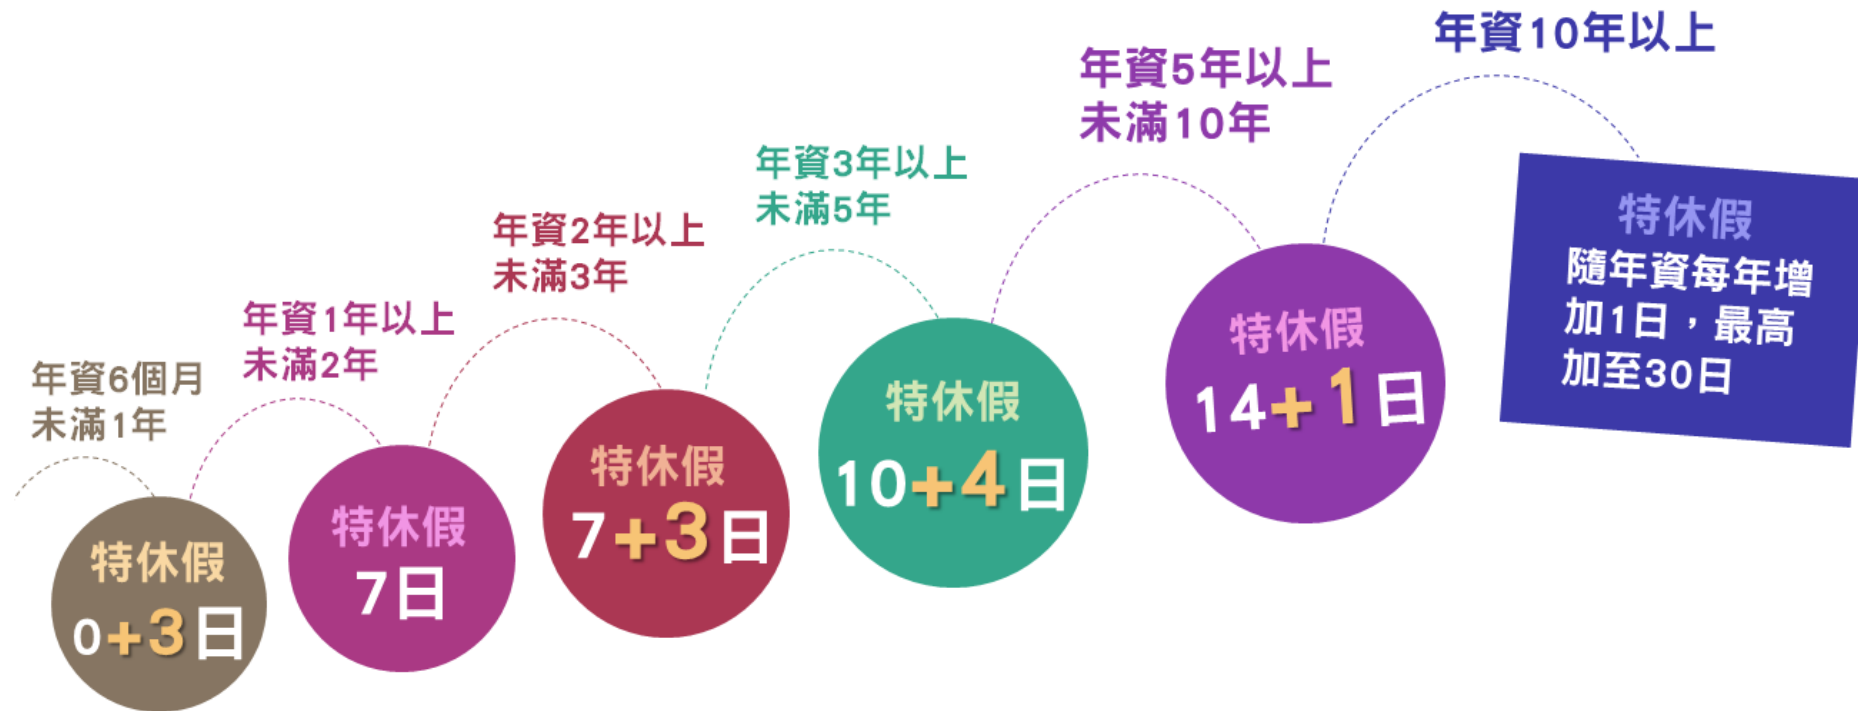 年資6個月
未滿1年
特休假
0+3日
年資1年以上
未滿2年
特休假
7日
年資2年以上
未滿3年
特休假
7+3日
年資3年以上
未滿5年
特休假
10+4日
年資5年以上
未滿10年
特休假
14+1日
年資10年以上
特休假
隨年資每年增
加1日，最高
加至30日